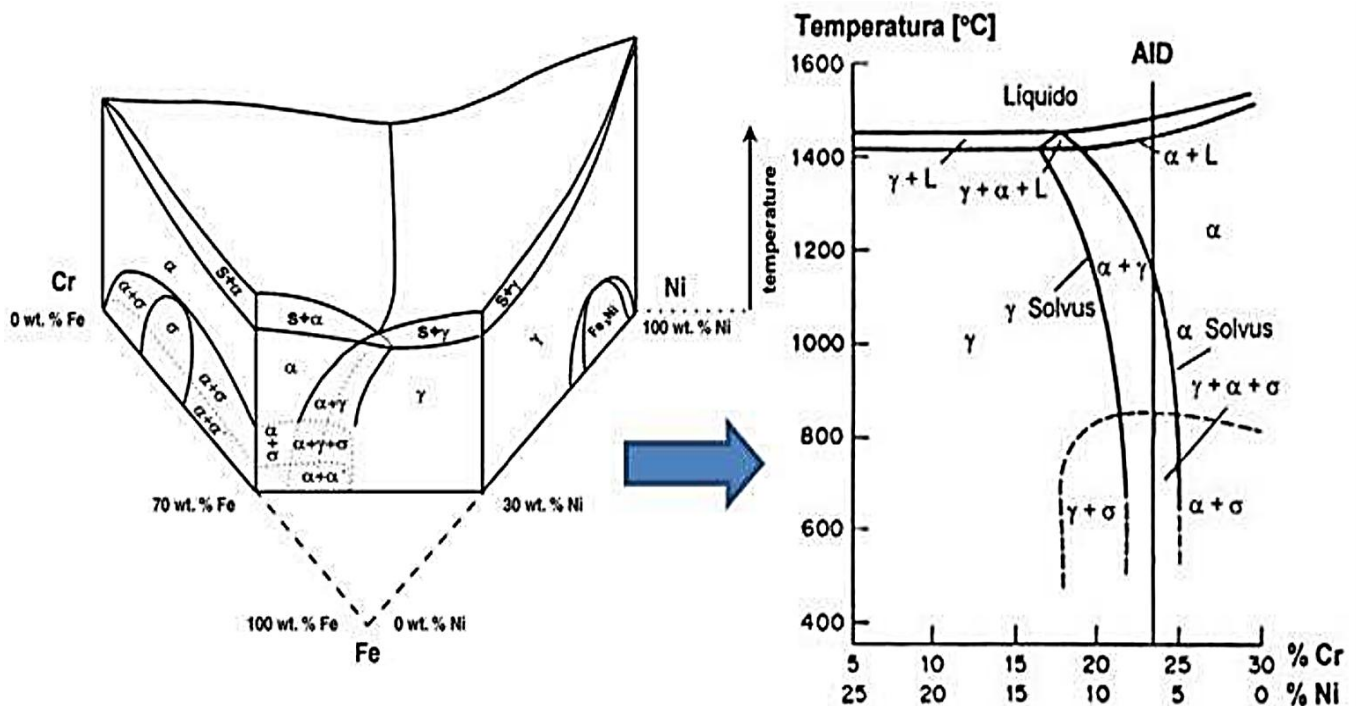 Cr
0 wt. % Fe
α
α+σ
σ
α+σ
α+α
S+α
S+α
S+γ
S+γ
α
α+γ
γ
α
+
σ
α+γ+σ
α+α'
γ
Fe₃Ni
Ni
100 wt. % Ni
temperature
70 wt. % Fe
30 wt. % Ni
100 wt. % Fe
0 wt. % Ni
Fe
Temperatura [°C]
AID
1600
1400
1200
1000
800
600
400
Líquido
γ + L
γ + α + L
α + L
α
α + γ
γ Solvus
γ
α Solvus
γ + α + σ
γ + σ
α + σ
5 10 15 20 25 30 % Cr
25 20 15 10 5 0 % Ni